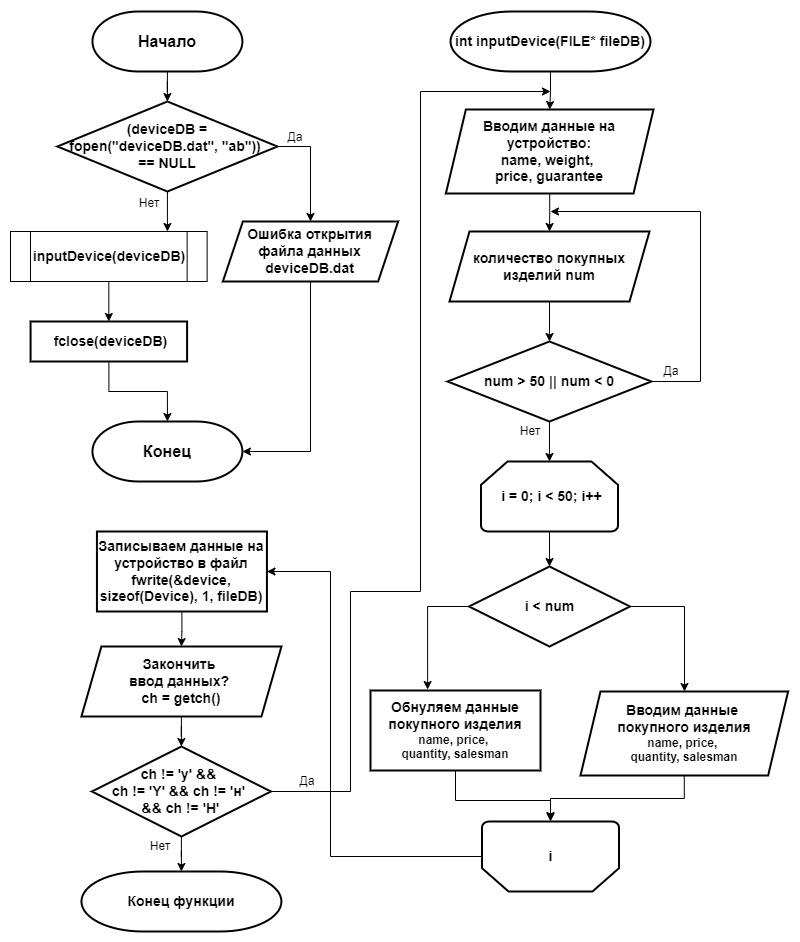 Начало
(deviceDB =
fopen("deviceDB.dat", "ab"))
== NULL
Да
Нет
Ошибка открытия
файла данных
deviceDB.dat
inputDevice(deviceDB)
fclose(deviceDB)
Конец
int inputDevice(FILE* fileDB)
Вводим данные на
устройство:
name, weight,
price, guarantee
количество покупных
изделий num
num > 50 || num < 0
Да
Нет
i = 0; i < 50; i++
i < num
Обнуляем данные
покупного изделия
name, price,
quantity, salesman
Вводим данные
покупного изделия
name, price,
quantity, salesman
i
Записываем данные на
устройство в файл
fwrite(&device,
sizeof(Device), 1, fileDB)
Закончить
ввод данных?
ch = getch()
ch != 'y' &&
ch != 'Y' && ch != 'н'
&& ch != 'Н'
Да
Нет
Конец функции